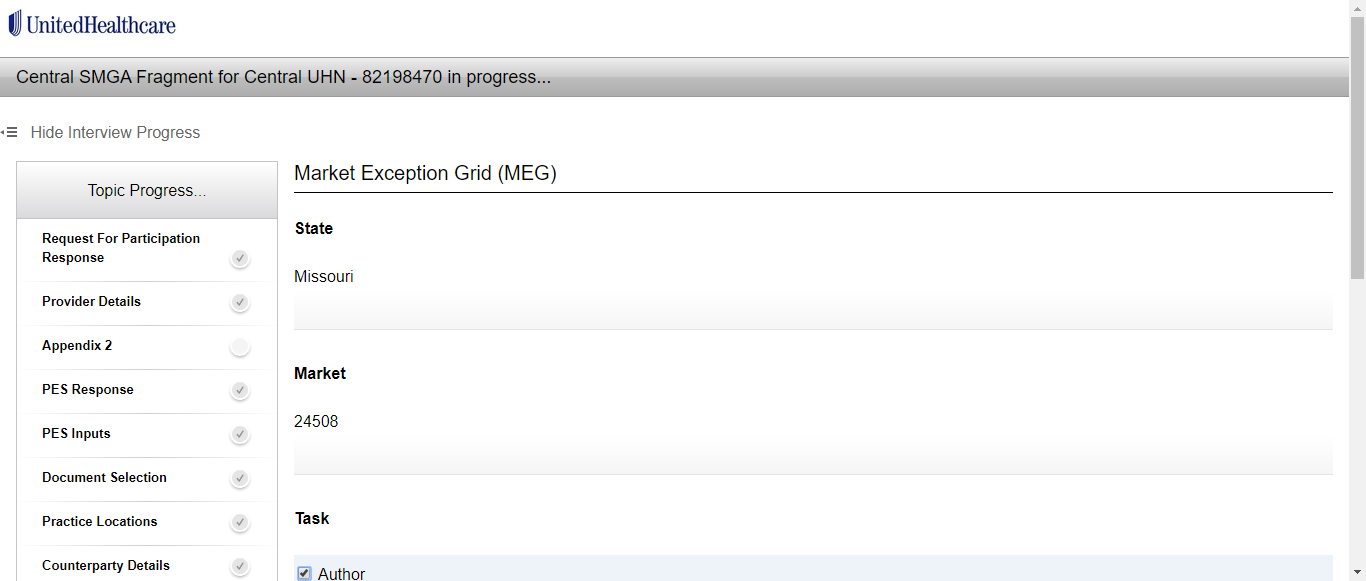 UnitedHealthcare
Central SMGA Fragment for Central UHN - 82198470 in progress...
Hide Interview Progress
Topic Progress...
Request For Participation
Response
Provider Details
Appendix 2
PES Response
PES Inputs
Document Selection
Practice Locations
Counterparty Details
Market Exception Grid (MEG)
State
Missouri
Market
24508
Task
Author